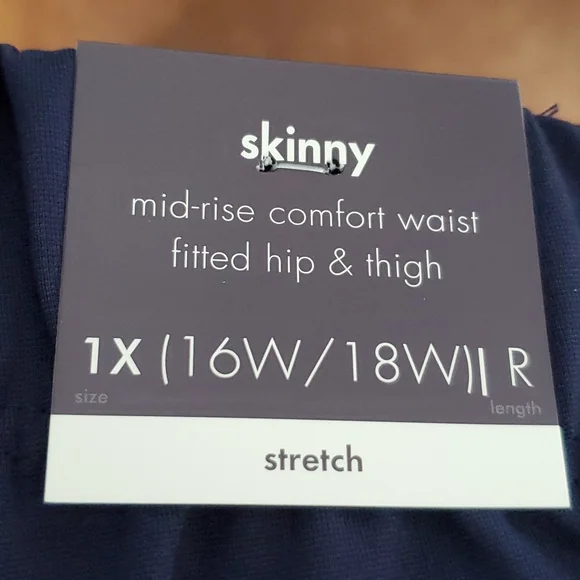 skinny
mid-rise comfort waist
fitted hip & thigh
1X (16W/18W)| R
size length
stretch